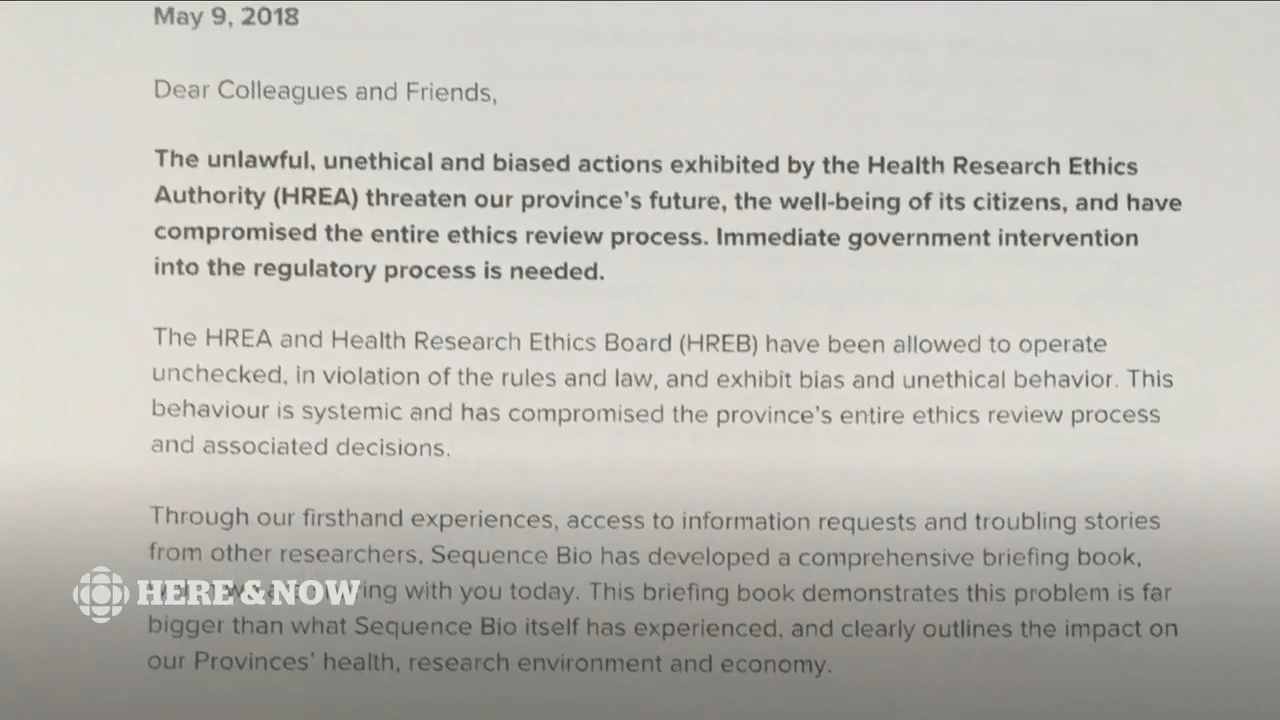 May 9, 2018
Dear Colleagues and Friends,
The unlawful, unethical and biased actions exhibited by the Health Research Ethics
Authority (HREA) threaten our province's future, the well-being of its citizens, and have
compromised the entire ethics review process. Immediate government intervention
into the regulatory process is needed.
The HREA and Health Research Ethics Board (HREB) have been allowed to operate
unchecked, in violation of the rules and law, and exhibit bias and unethical behavior. This
behaviour is systemic and has compromised the province's entire ethics review process
and associated decisions.
Through our firsthand experiences, access to information requests and troubling stories
from other researchers, Sequence Bio has developed a comprehensive briefing book,
with you today. This briefing book demonstrates this problem is far
HERE & NOW
bigger than what Sequence Bio itself has experienced, and clearly outlines the impact on
our Provinces' health, research environment and economy.